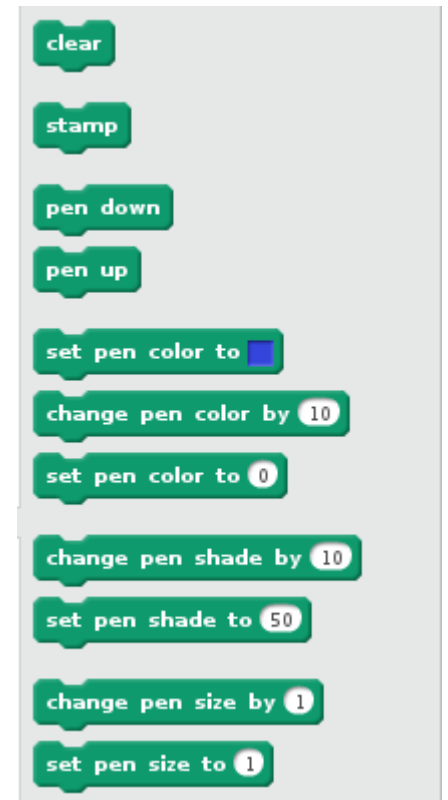 clear
stamp
pen down
pen up
set pen color to
change pen color by 10
set pen color to 0
change pen shade by 10
set pen shade to 50
change pen size by 1
set pen size to 1